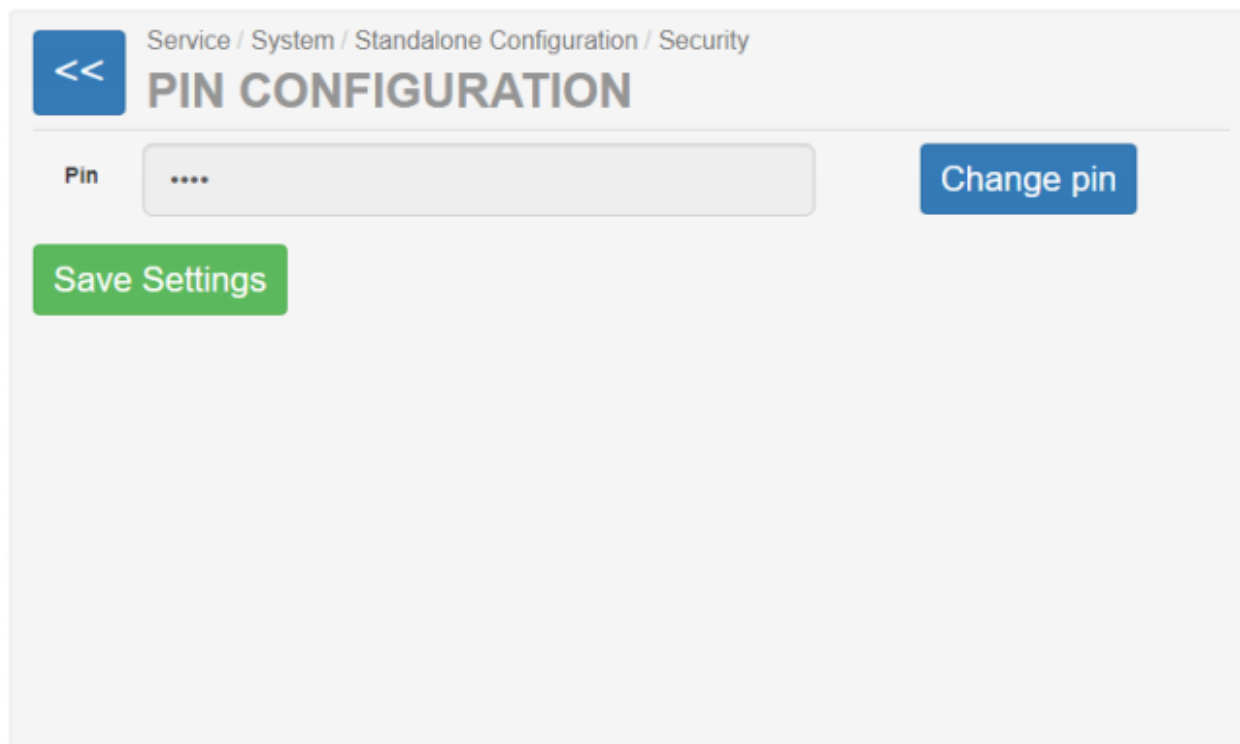 <<
Service / System / Standalone Configuration / Security
PIN CONFIGURATION
Pin
••••
Change pin
Save Settings